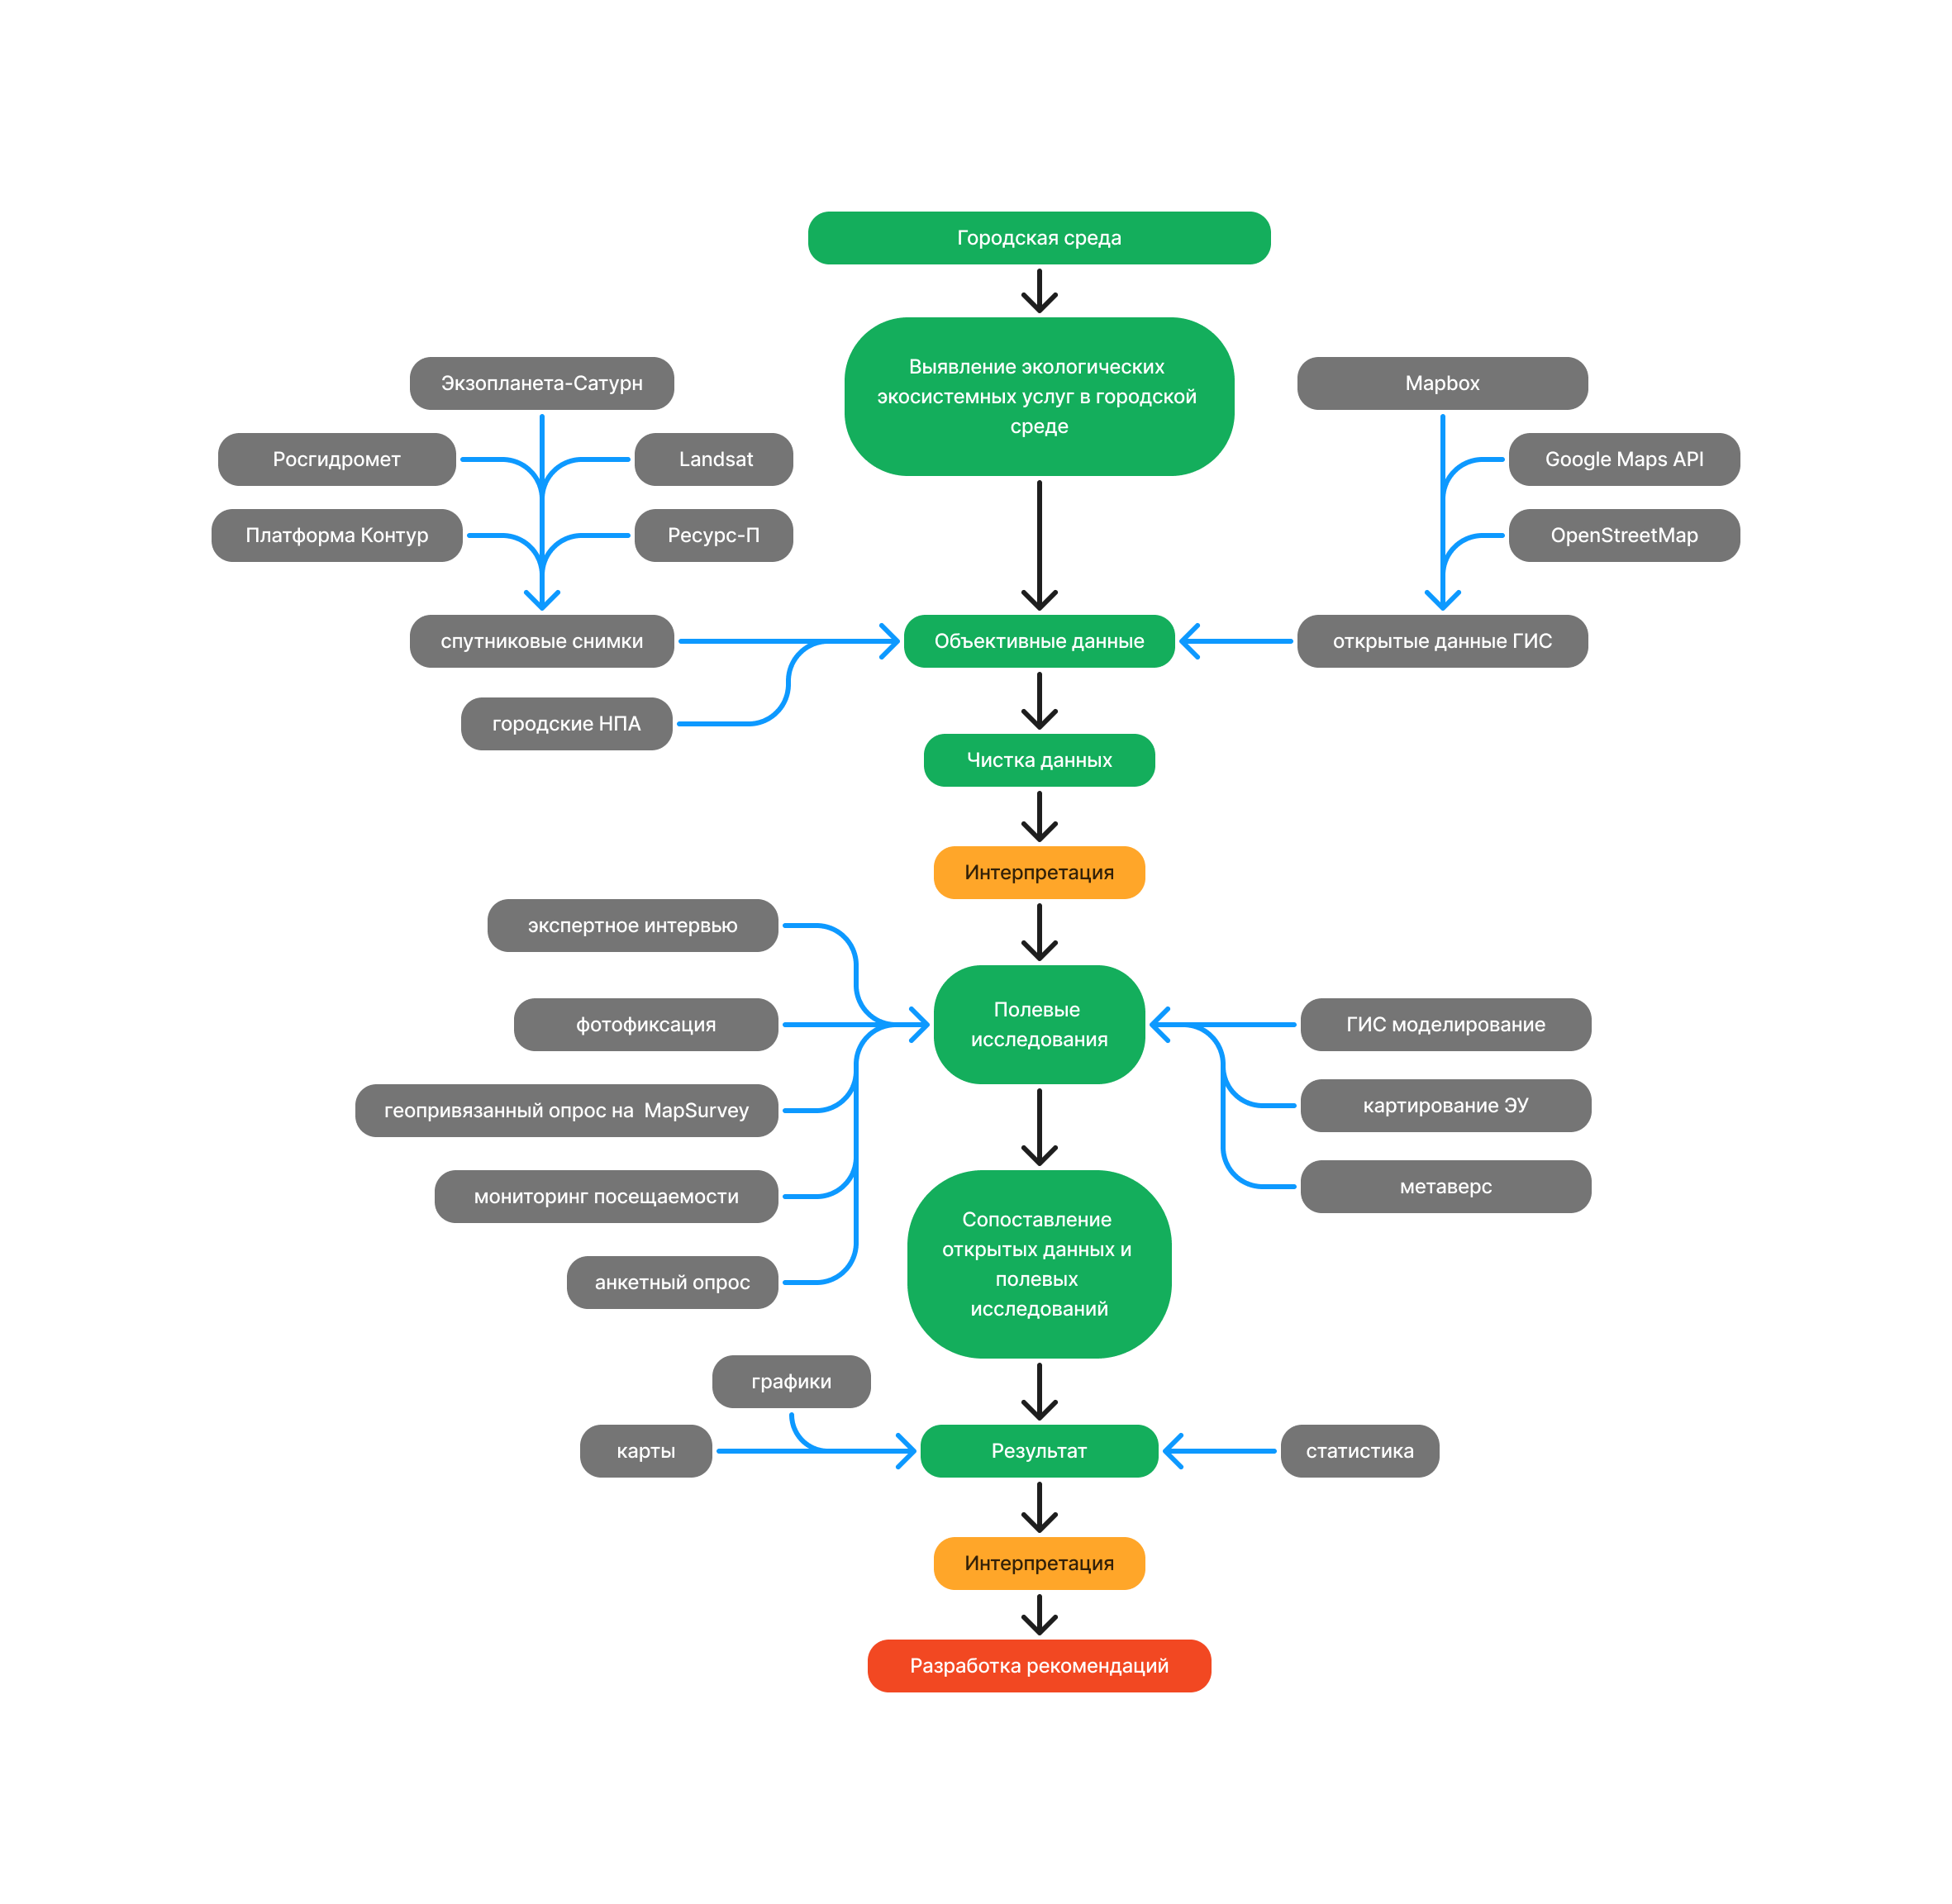 Городская среда
Выявление экологических
экосистемных услуг в городской
среде
Экзопланета-Сатурн
Mapbox
Росгидромет
Landsat
Google Maps API
Платформа Контур
Ресурс-П
OpenStreetMap
спутниковые снимки
Объективные данные
открытые данные ГИС
городские НПА
Чистка данных
Интерпретация
экспертное интервью
Полевые
исследования
фотофиксация
ГИС моделирование
геопривязанный опрос на  MapSurvey
картирование ЭУ
мониторинг посещаемости
метаверс
Сопоставление
открытых данных и
полевых
исследований
анкетный опрос
графики
карты
Результат
статистика
Интерпретация
Разработка рекомендаций